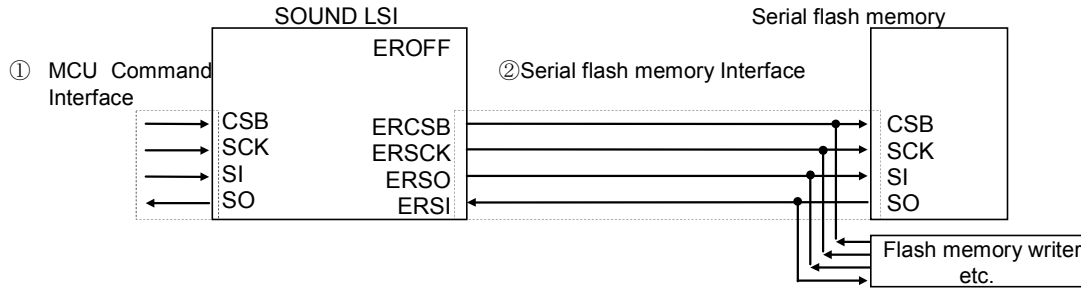 SOUND LSI
Serial flash memory
EROFF
① MCU Command
Interface
②Serial flash memory Interface
CSB
SCK
SI
SO
ERCSB
ERSCK
ERSO
ERSI
CSB
SCK
SI
SO
Flash memory writer
etc.